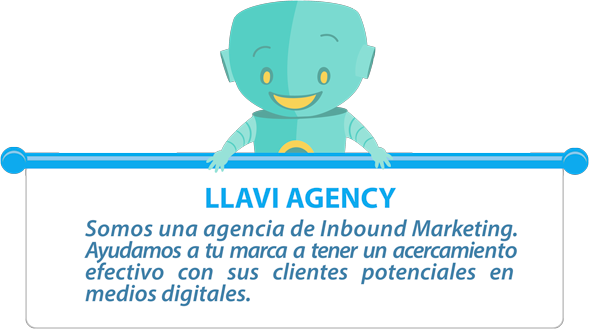 LLAVI AGENCY
Somos una agencia de Inbound Marketing.
Ayudamos a tu marca a tener un acercamiento
efectivo con sus clientes potenciales en
medios digitales.